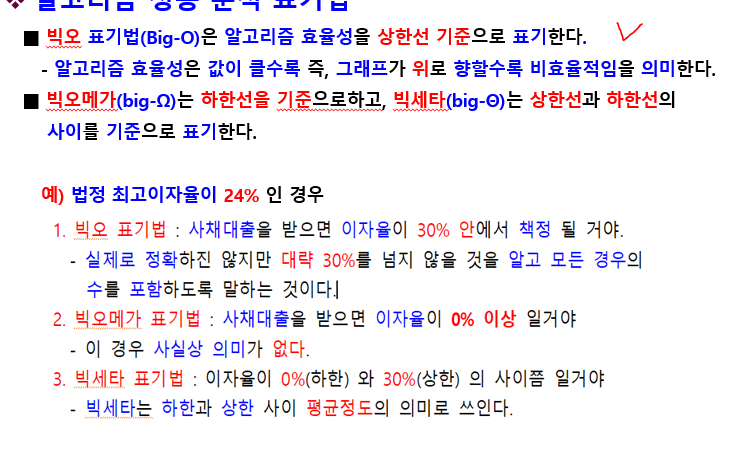 ❖ 알고리즘 성능 분석 표기법
■ 빅오 표기법(Big-O)은 알고리즘 효율성을 상한선 기준으로 표기한다.
- 알고리즘 효율성은 값이 클수록 즉, 그래프가 위로 향할수록 비효율적임을 의미한다.
■ 빅오메가(big-Ω)는 하한선을 기준으로하고, 빅세타(big-Θ)는 상한선과 하한선의
사이를 기준으로 표기한다.
예) 법정 최고이자율이 24% 인 경우
1. 빅오 표기법 : 사채대출을 받으면 이자율이 30% 안에서 책정 될 거야.
- 실제로 정확하진 않지만 대략 30%를 넘지 않을 것을 알고 모든 경우의
수를 포함하도록 말하는 것이다.
2. 빅오메가 표기법 : 사채대출을 받으면 이자율이 0% 이상 일거야
- 이 경우 사실상 의미가 없다.
3. 빅세타 표기법 : 이자율이 0%(하한) 와 30%(상한) 의 사이쯤 일거야
- 빅세타는 하한과 상한 사이 평균정도의 의미로 쓰인다.